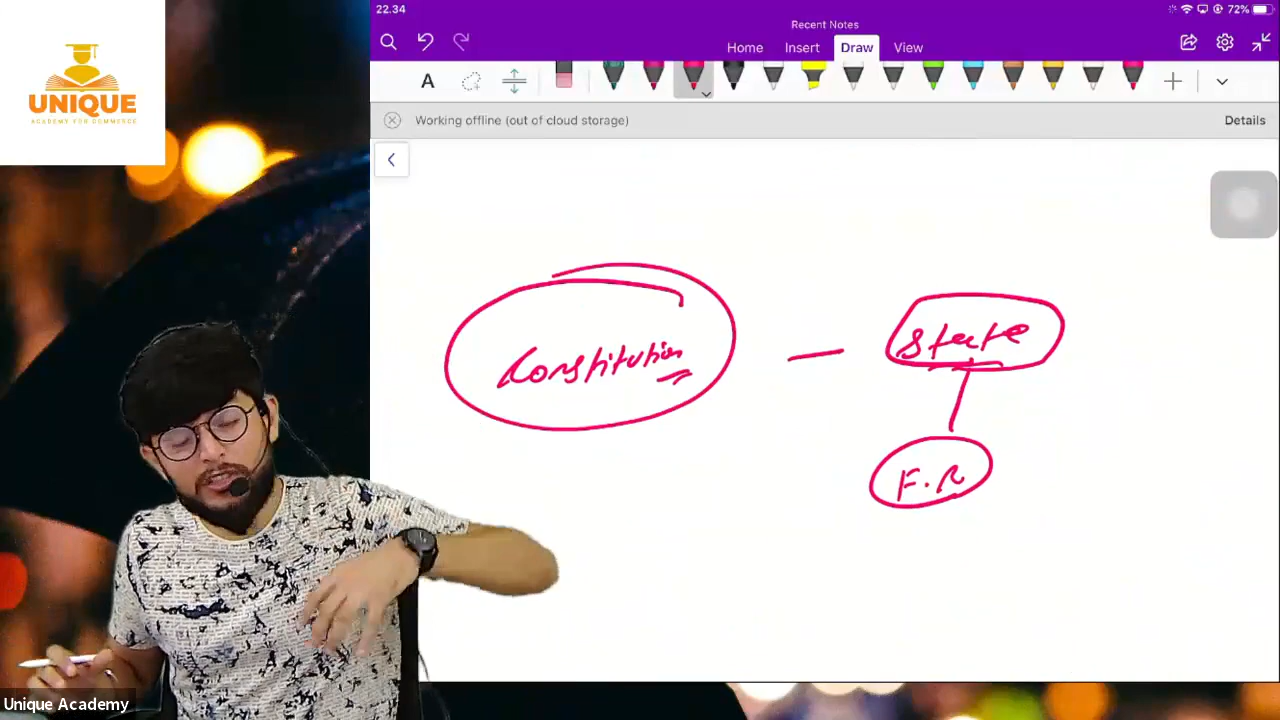 22.34
72%
Recent Notes
Home Insert Draw View
UNIQUE
ACADEMY FOR COMMERCE
A
Working offline (out of cloud storage)
Details
Constitution
State
F.R
Unique Academy